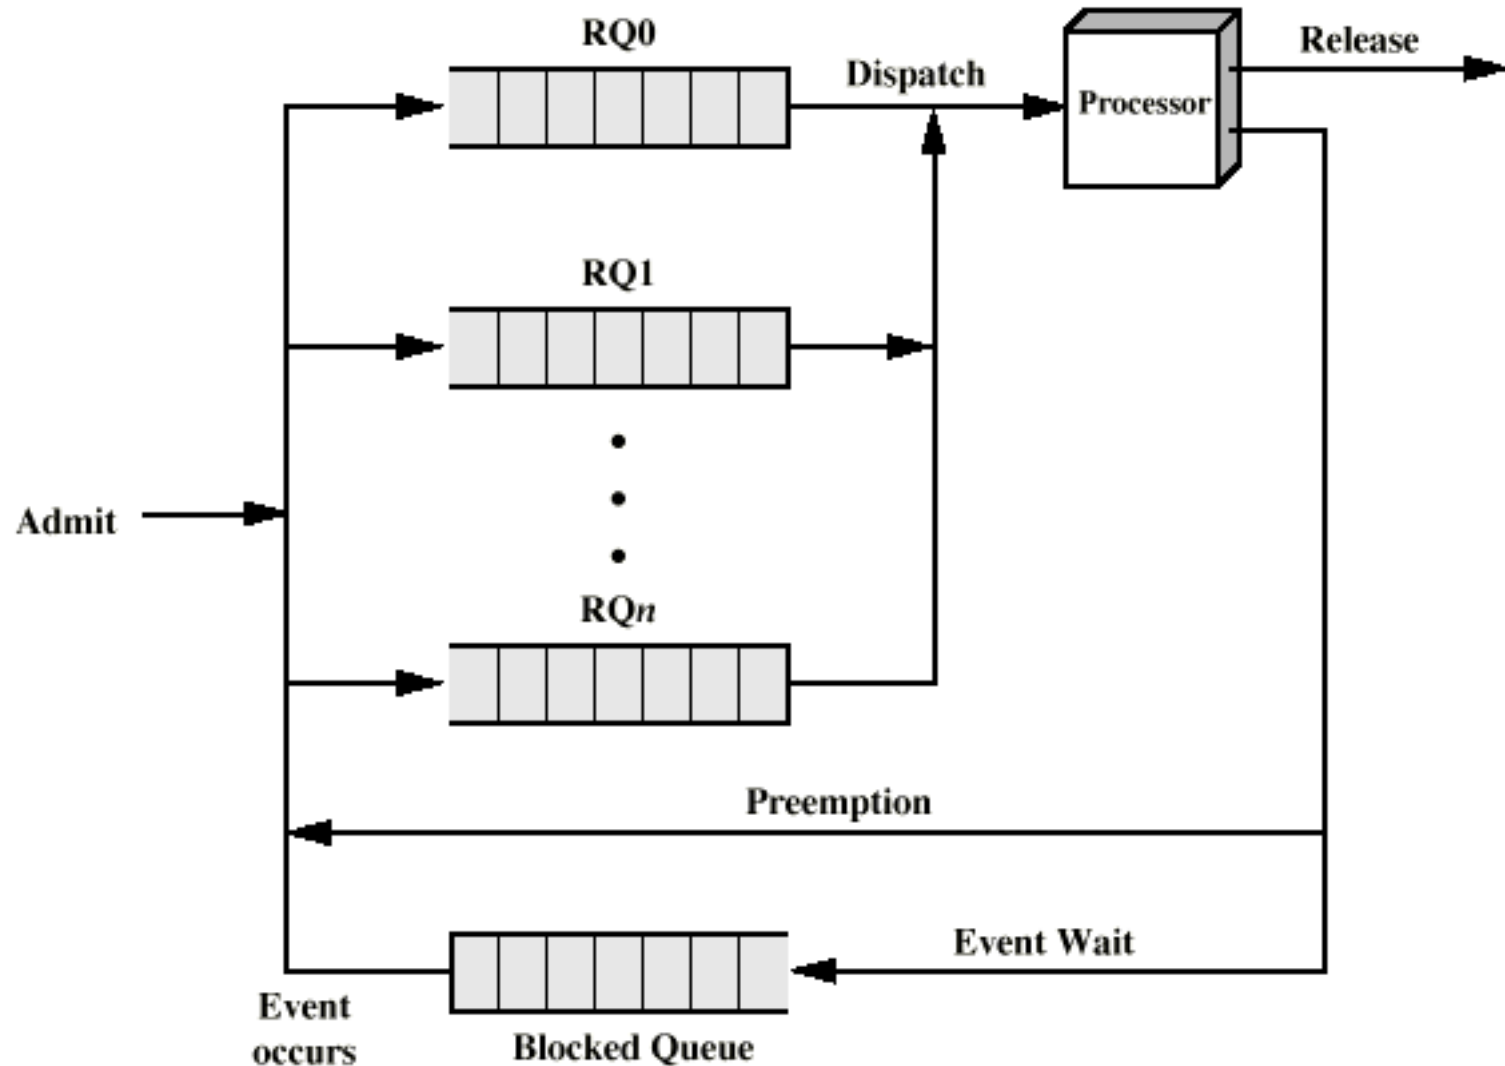 RQ0
Dispatch
Release
Processor
RQ1
Admit
RQn
Preemption
Event Wait
Event
occurs
Blocked Queue